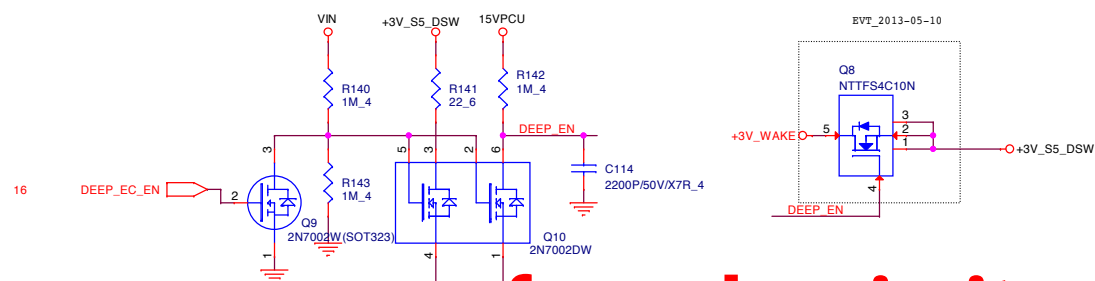 VIN
+3V_S5_DSW
15VPCU
EVT_2013-05-10
R140
1M_4
R141
22_6
R142
1M_4
Q8
NTTFS4C10N
DEEP_EN
3
5
3
2
6
+3V_WAKE
5
3
2
1
+3V_S5_DSW
C114
2200P/50V/X7R_4
16
DEEP_EC_EN
2
R143
1M_4
4
DEEP_EN
Q9
2N7002W(SOT323)
Q10
2N7002DW
1
4
1